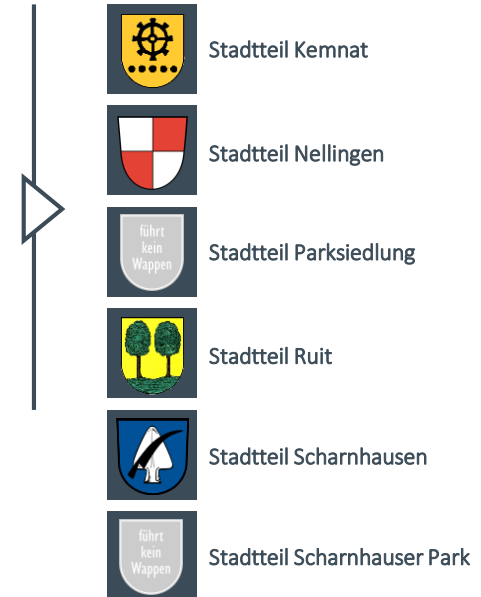 Stadtteil Kemnat
Stadtteil Nellingen
führt
kein
Wappen
Stadtteil Parksiedlung
Stadtteil Ruit
Stadtteil Scharnhausen
führt
kein
Wappen
Stadtteil Scharnhauser Park